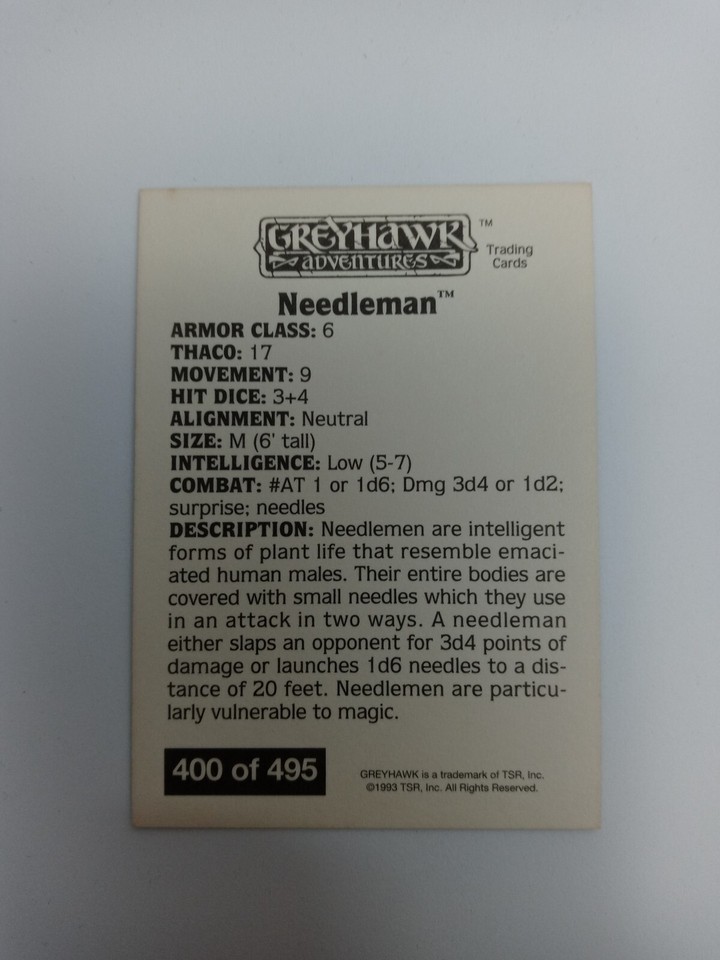 GREYHAWK™
ADVENTURES
Trading
Cards
Needleman™
ARMOR CLASS: 6
THACO: 17
MOVEMENT: 9
HIT DICE: 3+4
ALIGNMENT: Neutral
SIZE: M (6' tall)
INTELLIGENCE: Low (5-7)
COMBAT: #AT 1 or 1d6; Dmg 3d4 or 1d2;
surprise; needles
DESCRIPTION: Needlemen are intelligent
forms of plant life that resemble emaci-
ated human males. Their entire bodies are
covered with small needles which they use
in an attack in two ways. A needleman
either slaps an opponent for 3d4 points of
damage or launches 1d6 needles to a dis-
tance of 20 feet. Needlemen are particu-
larly vulnerable to magic.
400 of 495
GREYHAWK is a trademark of TSR, Inc.
©1993 TSR, Inc. All Rights Reserved.